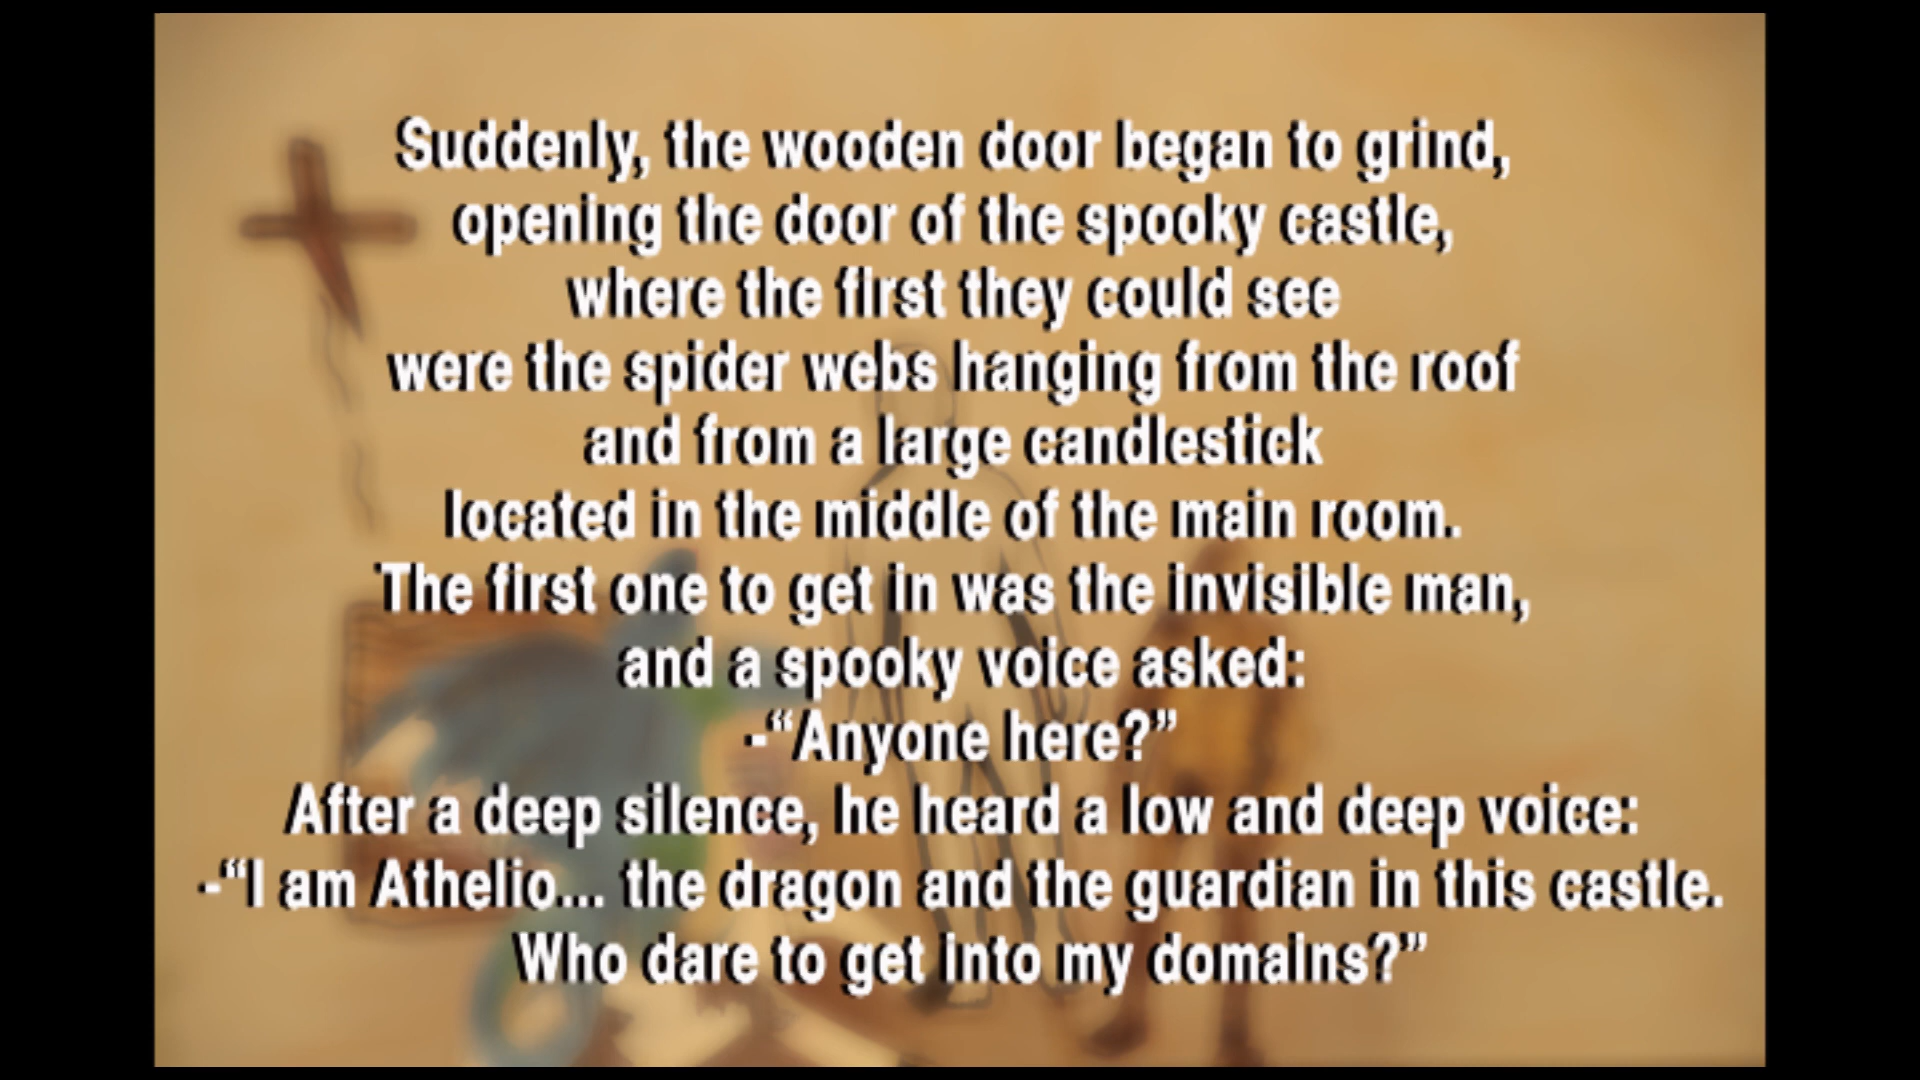 Suddenly, the wooden door began to grind,
opening the door of the spooky castle,
where the first they could see
were the spider webs hanging from the roof
and from a large candlestick
located in the middle of the main room.
The first one to get in was the invisible man,
and a spooky voice asked:
-“Anyone here?”
After a deep silence, he heard a low and deep voice:
-“I am Athelio... the dragon and the guardian in this castle.
Who dare to get into my domains?”